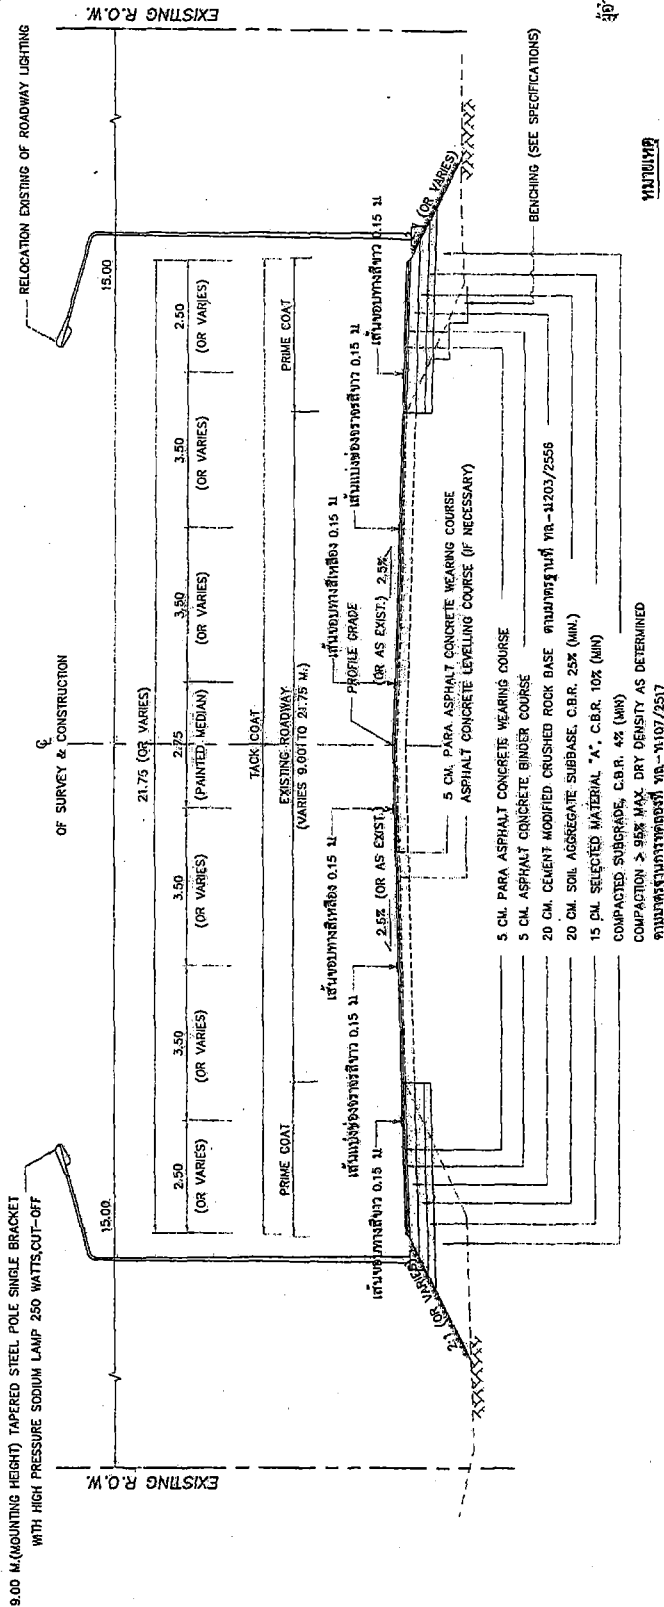 9.00 M.(MOUNTING HEIGHT) TAPERED STEEL POLE SINGLE BRACKET
WITH HIGH PRESSURE SODIUM LAMP 250 WATTS,CUT-OFF
RELOCATION EXISTING OF ROADWAY LIGHTING
EXISTING R.O.W.
EXISTING R.O.W.
℄
OF SURVEY & CONSTRUCTION
15.00
15.00
21.75 (OR VARIES)
2.50
(OR VARIES)
3.50
(OR VARIES)
3.50
(OR VARIES)
2.75
(PAINTED MEDIAN)
3.50
(OR VARIES)
3.50
(OR VARIES)
2.50
(OR VARIES)
TACK COAT
PRIME COAT
EXISTING ROADWAY
(VARIES 9.00 TO 21.75 M.)
PRIME COAT
เส้นขอบทางสีขาว 0.15 ม
เส้นแบ่งช่องจราจรสีขาว 0.15 ม
เส้นขอบทางสีเหลือง 0.15 ม
เส้นขอบทางสีเหลือง 0.15 ม
PROFILE GRADE
เส้นแบ่งช่องจราจรสีขาว 0.15 ม
เส้นขอบทางสีขาว 0.15 ม
2.5% (OR AS EXIST.)
(OR AS EXIST.) 2.5%
2:1 (OR VARIES)
(OR VARIES)
5 CM. PARA ASPHALT CONCRETE WEARING COURSE
ASPHALT CONCRETE LEVELLING COURSE (IF NECESSARY)
5 CM. PARA ASPHALT CONCRETE WEARING COURSE
5 CM. ASPHALT CONCRETE BINDER COURSE
20 CM. CEMENT MODIFIED CRUSHED ROCK BASE ตามมาตรฐานที่ ทล.-ม203/2556
20 CM. SOIL AGGREGATE SUBBASE, C.B.R. 25% (MIN.)
15 CM. SELECTED MATERIAL "A", C.B.R. 10% (MIN)
COMPACTED SUBGRADE, C.B.R. 4% (MIN)
COMPACTION ≥ 95% MAX. DRY DENSITY AS DETERMINED
ตามมาตรฐานการทดลองที่ ทล.-ท107/2517
BENCHING (SEE SPECIFICATIONS)
หมายเหตุ